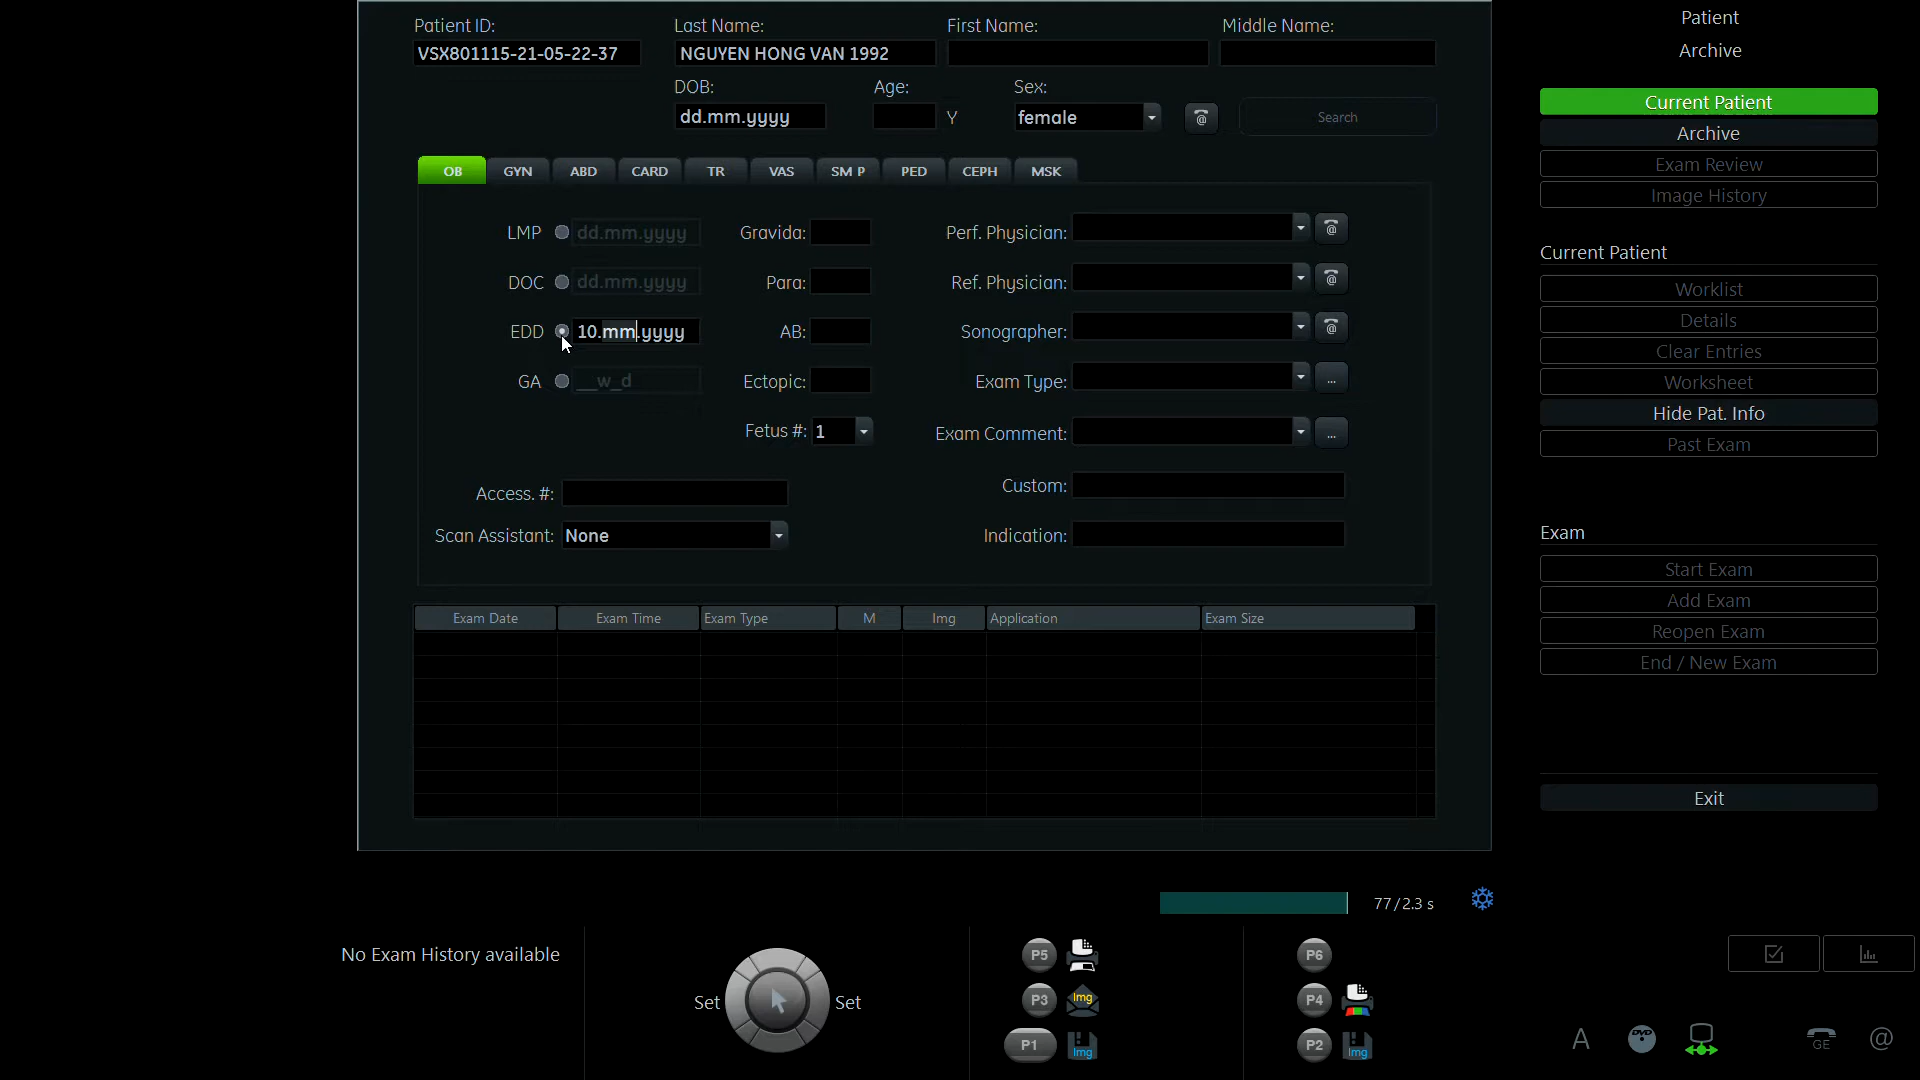 Patient ID: Last Name: First Name: Middle Name:
VSX801115-21-05-22-37 NGUYEN HONG VAN 1992
DOB: Age: Sex:
dd.mm.yyyy Y female @ Search
OB GYN ABD CARD TR VAS SM P PED CEPH MSK
LMP dd.mm.yyyy Gravida: Perf. Physician: @
DOC dd.mm.yyyy Para: Ref. Physician: @
EDD 10.mm.yyyy AB: Sonographer: @
GA __w_d Ectopic: Exam Type: ...
Fetus #: 1 Exam Comment: ...
Access. #: Custom:
Scan Assistant: None Indication:
Exam Date Exam Time Exam Type M Img Application Exam Size
Patient
Archive
Current Patient
Archive
Exam Review
Image History
Current Patient
Worklist
Details
Clear Entries
Worksheet
Hide Pat. Info
Past Exam
Exam
Start Exam
Add Exam
Reopen Exam
End / New Exam
Exit
77/2.3 s
No Exam History available
Set Set
P5 P6
P3 Img P4
P1 Img P2 Img
A DVD GE @